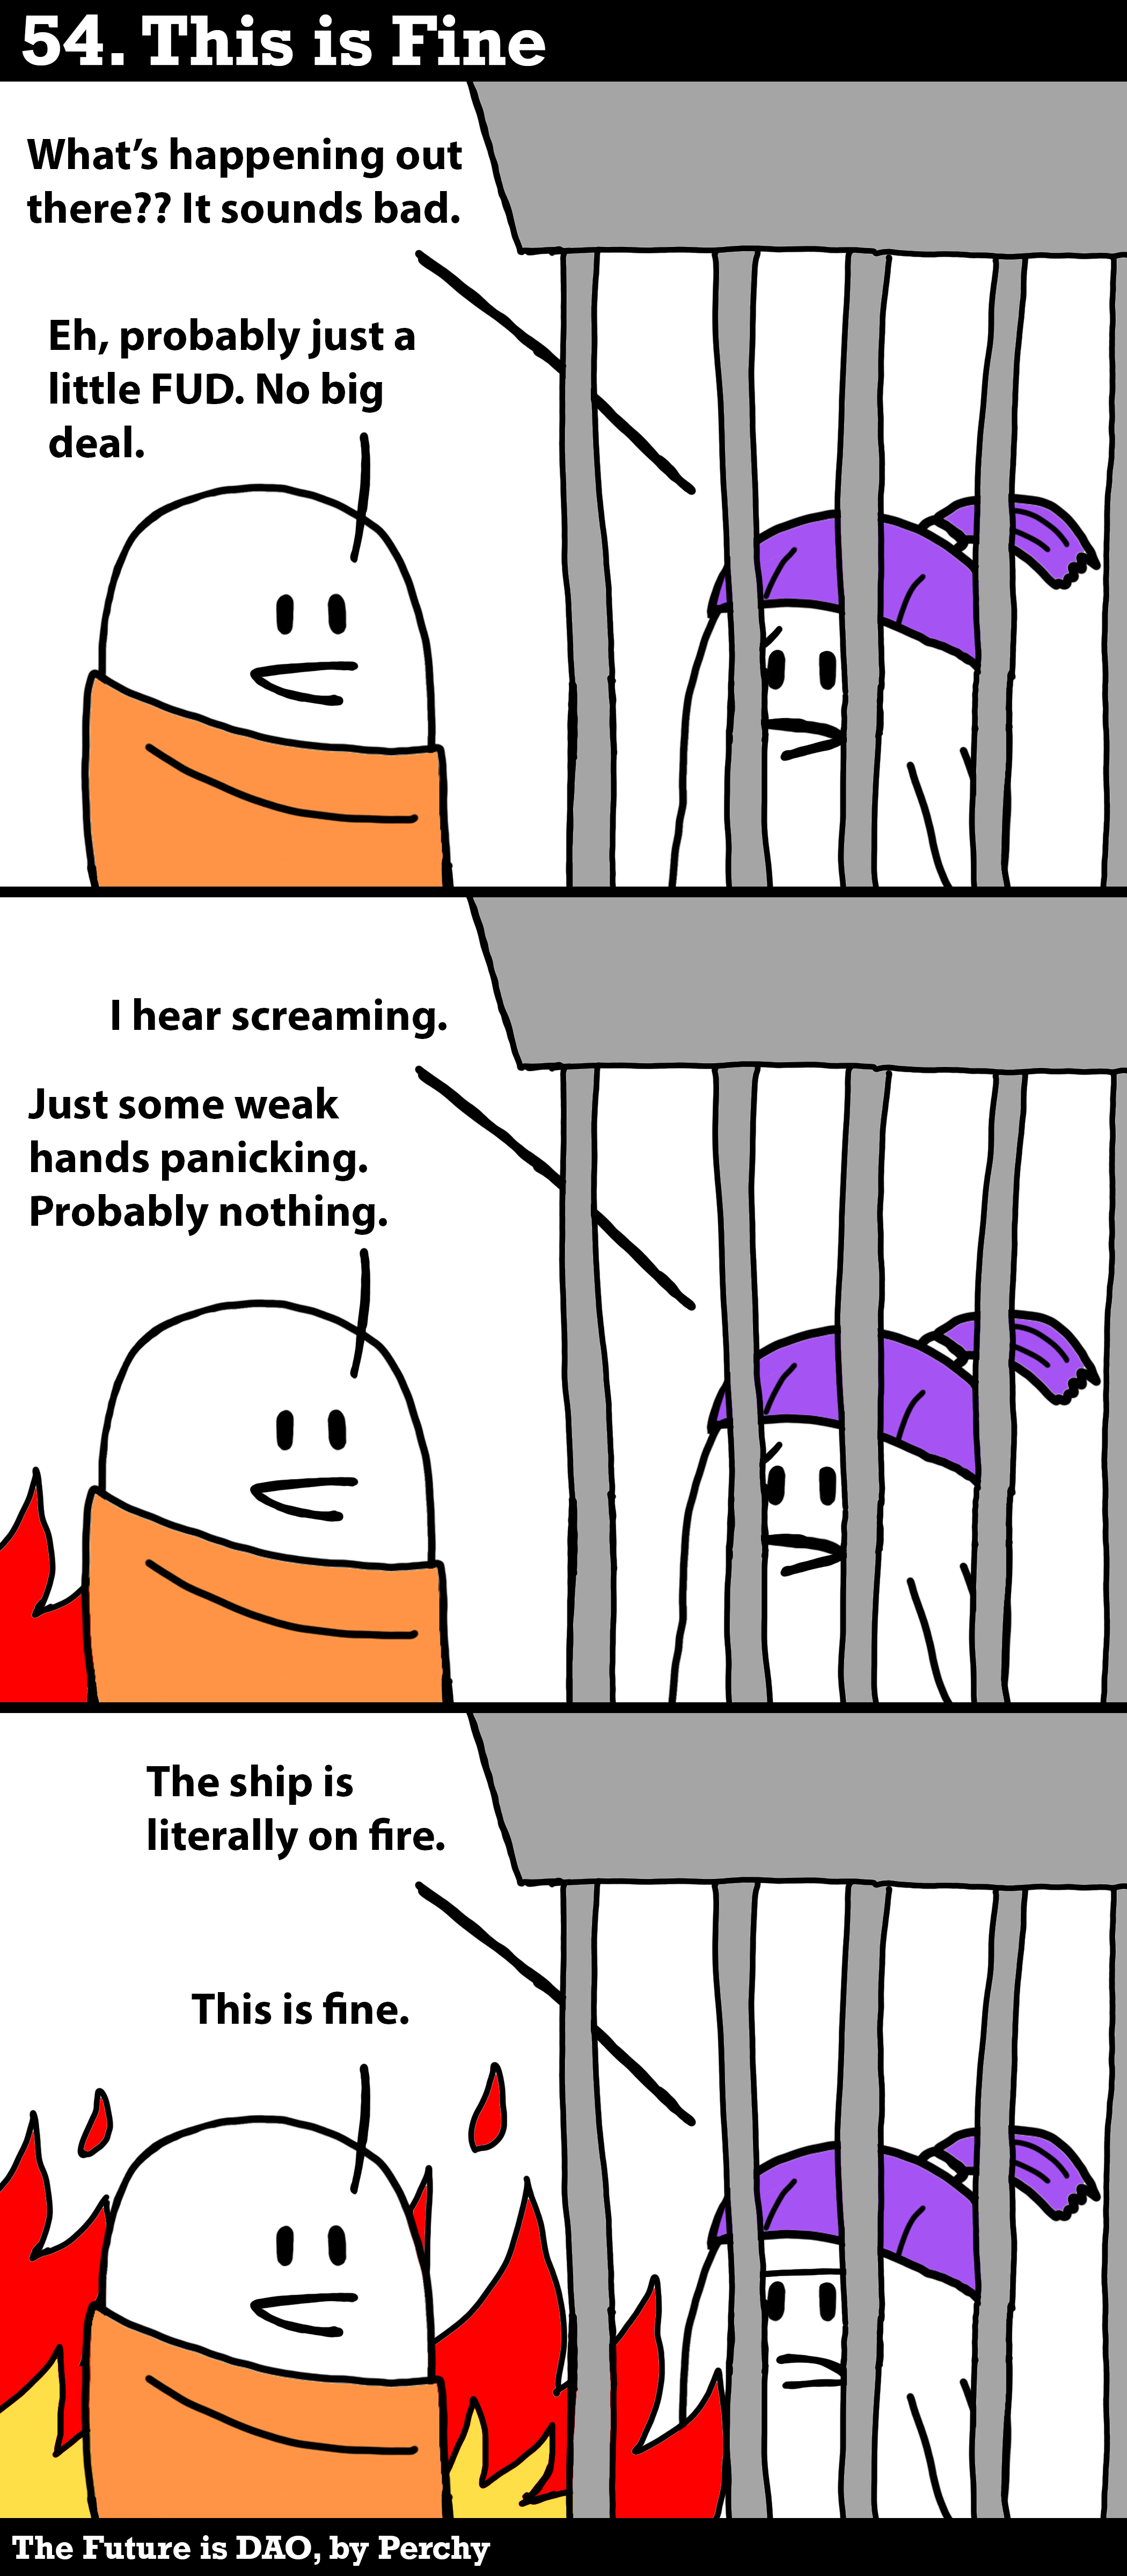 54. This is Fine
What’s happening out
there?? It sounds bad.
Eh, probably just a
little FUD. No big
deal.
I hear screaming.
Just some weak
hands panicking.
Probably nothing.
The ship is
literally on fire.
This is fine.
The Future is DAO, by Perchy